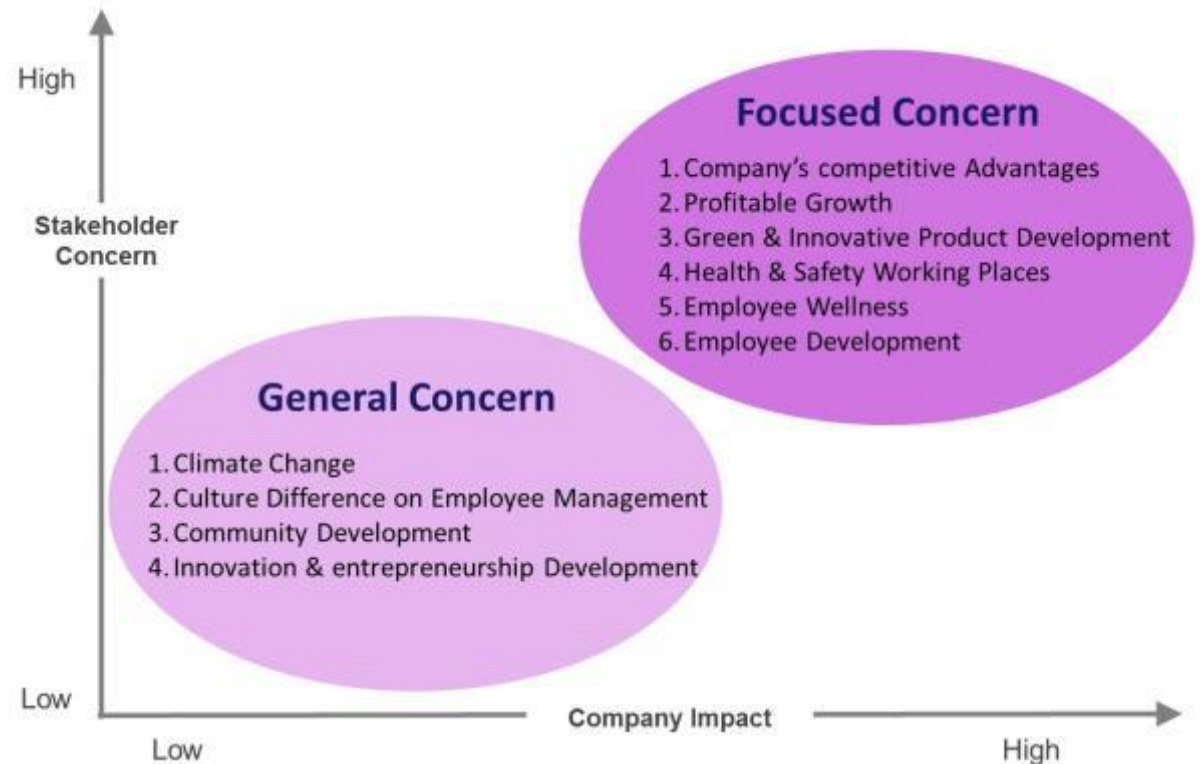 High
Stakeholder
Concern
Focused Concern
1. Company's competitive Advantages
2. Profitable Growth
3. Green & Innovative Product Development
4. Health & Safety Working Places
5. Employee Wellness
6. Employee Development
General Concern
1. Climate Change
2. Culture Difference on Employee Management
3. Community Development
4. Innovation & entrepreneurship Development
Low
Company Impact
Low
High